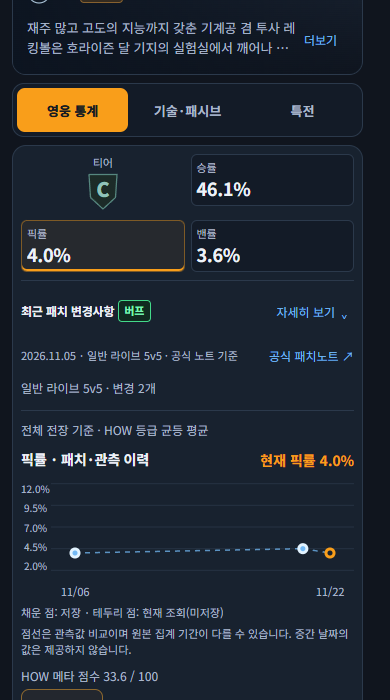 재주 많고 고도의 지능까지 갖춘 기계공 겸 투사 레
킹볼은 호라이즌 달 기지의 실험실에서 깨어나 …
더보기
영웅 통계
기술·패시브
특전
티어
C
승률
46.1%
픽률
4.0%
밴률
3.6%
최근 패치 변경사항
버프
자세히 보기 ⌄
2026.11.05 · 일반 라이브 5v5 · 공식 노트 기준
공식 패치노트 ↗
일반 라이브 5v5 · 변경 2개
전체 전장 기준 · HOW 등급 균등 평균
픽률 · 패치·관측 이력
현재 픽률 4.0%
12.0%
9.5%
7.0%
4.5%
2.0%
11/06
11/22
채운 점: 저장 · 테두리 점: 현재 조회(미저장)
점선은 관측값 비교이며 원본 집계 기간이 다를 수 있습니다. 중간 날짜의
값은 제공하지 않습니다.
HOW 메타 점수 33.6 / 100